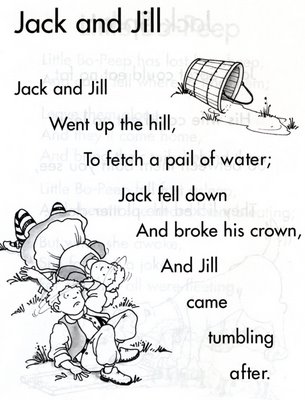 Jack and Jill
Jack and Jill
Went up the hill,
To fetch a pail of water;
Jack fell down
And broke his crown,
And Jill
came
tumbling
after.